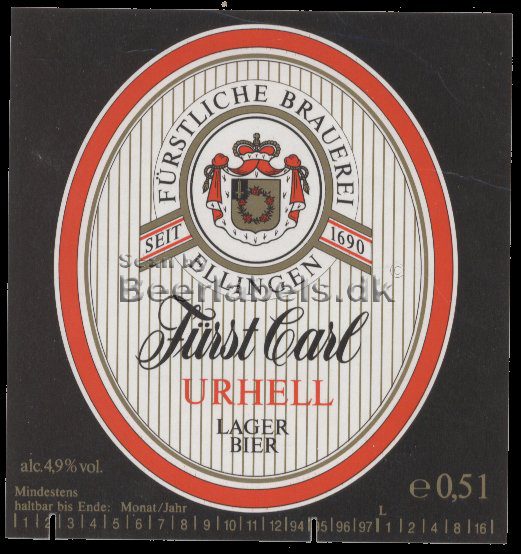 FÜRSTLICHE BRAUEREI
SEIT 1690
ELLINGEN
Scan by
Beerlabels.dk ©
Fürst Carl
URHELL
LAGER
BIER
alc. 4,9% vol.
e 0,5 l
Mindestens
haltbar bis Ende: Monat/Jahr
L
| 1 | 2 | 3 | 4 | 5 | 6 | 7 | 8 | 9 | 10 | 11 | 12 | 94 | 95 | 96 | 97 | 1 | 2 | 4 | 8 | 16 |